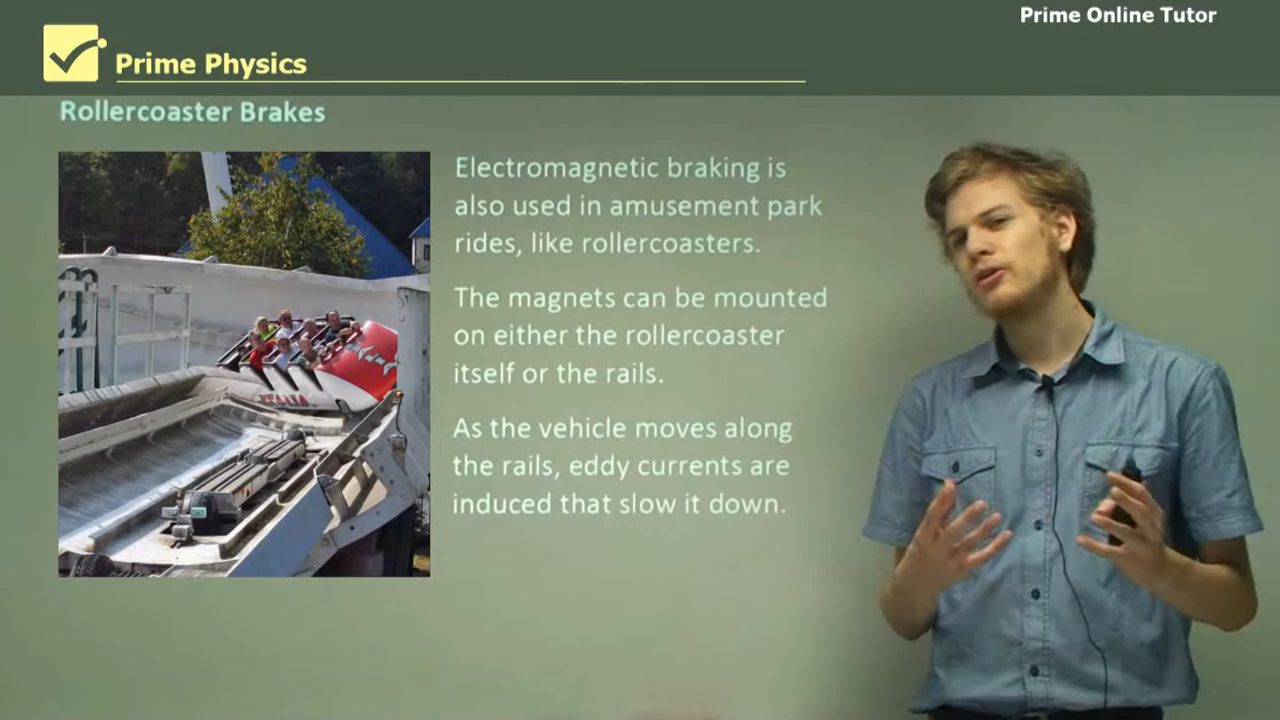 Prime Online Tutor
Prime Physics
Rollercoaster Brakes
Electromagnetic braking is
also used in amusement park
rides, like rollercoasters.
The magnets can be mounted
on either the rollercoaster
itself or the rails.
As the vehicle moves along
the rails, eddy currents are
induced that slow it down.